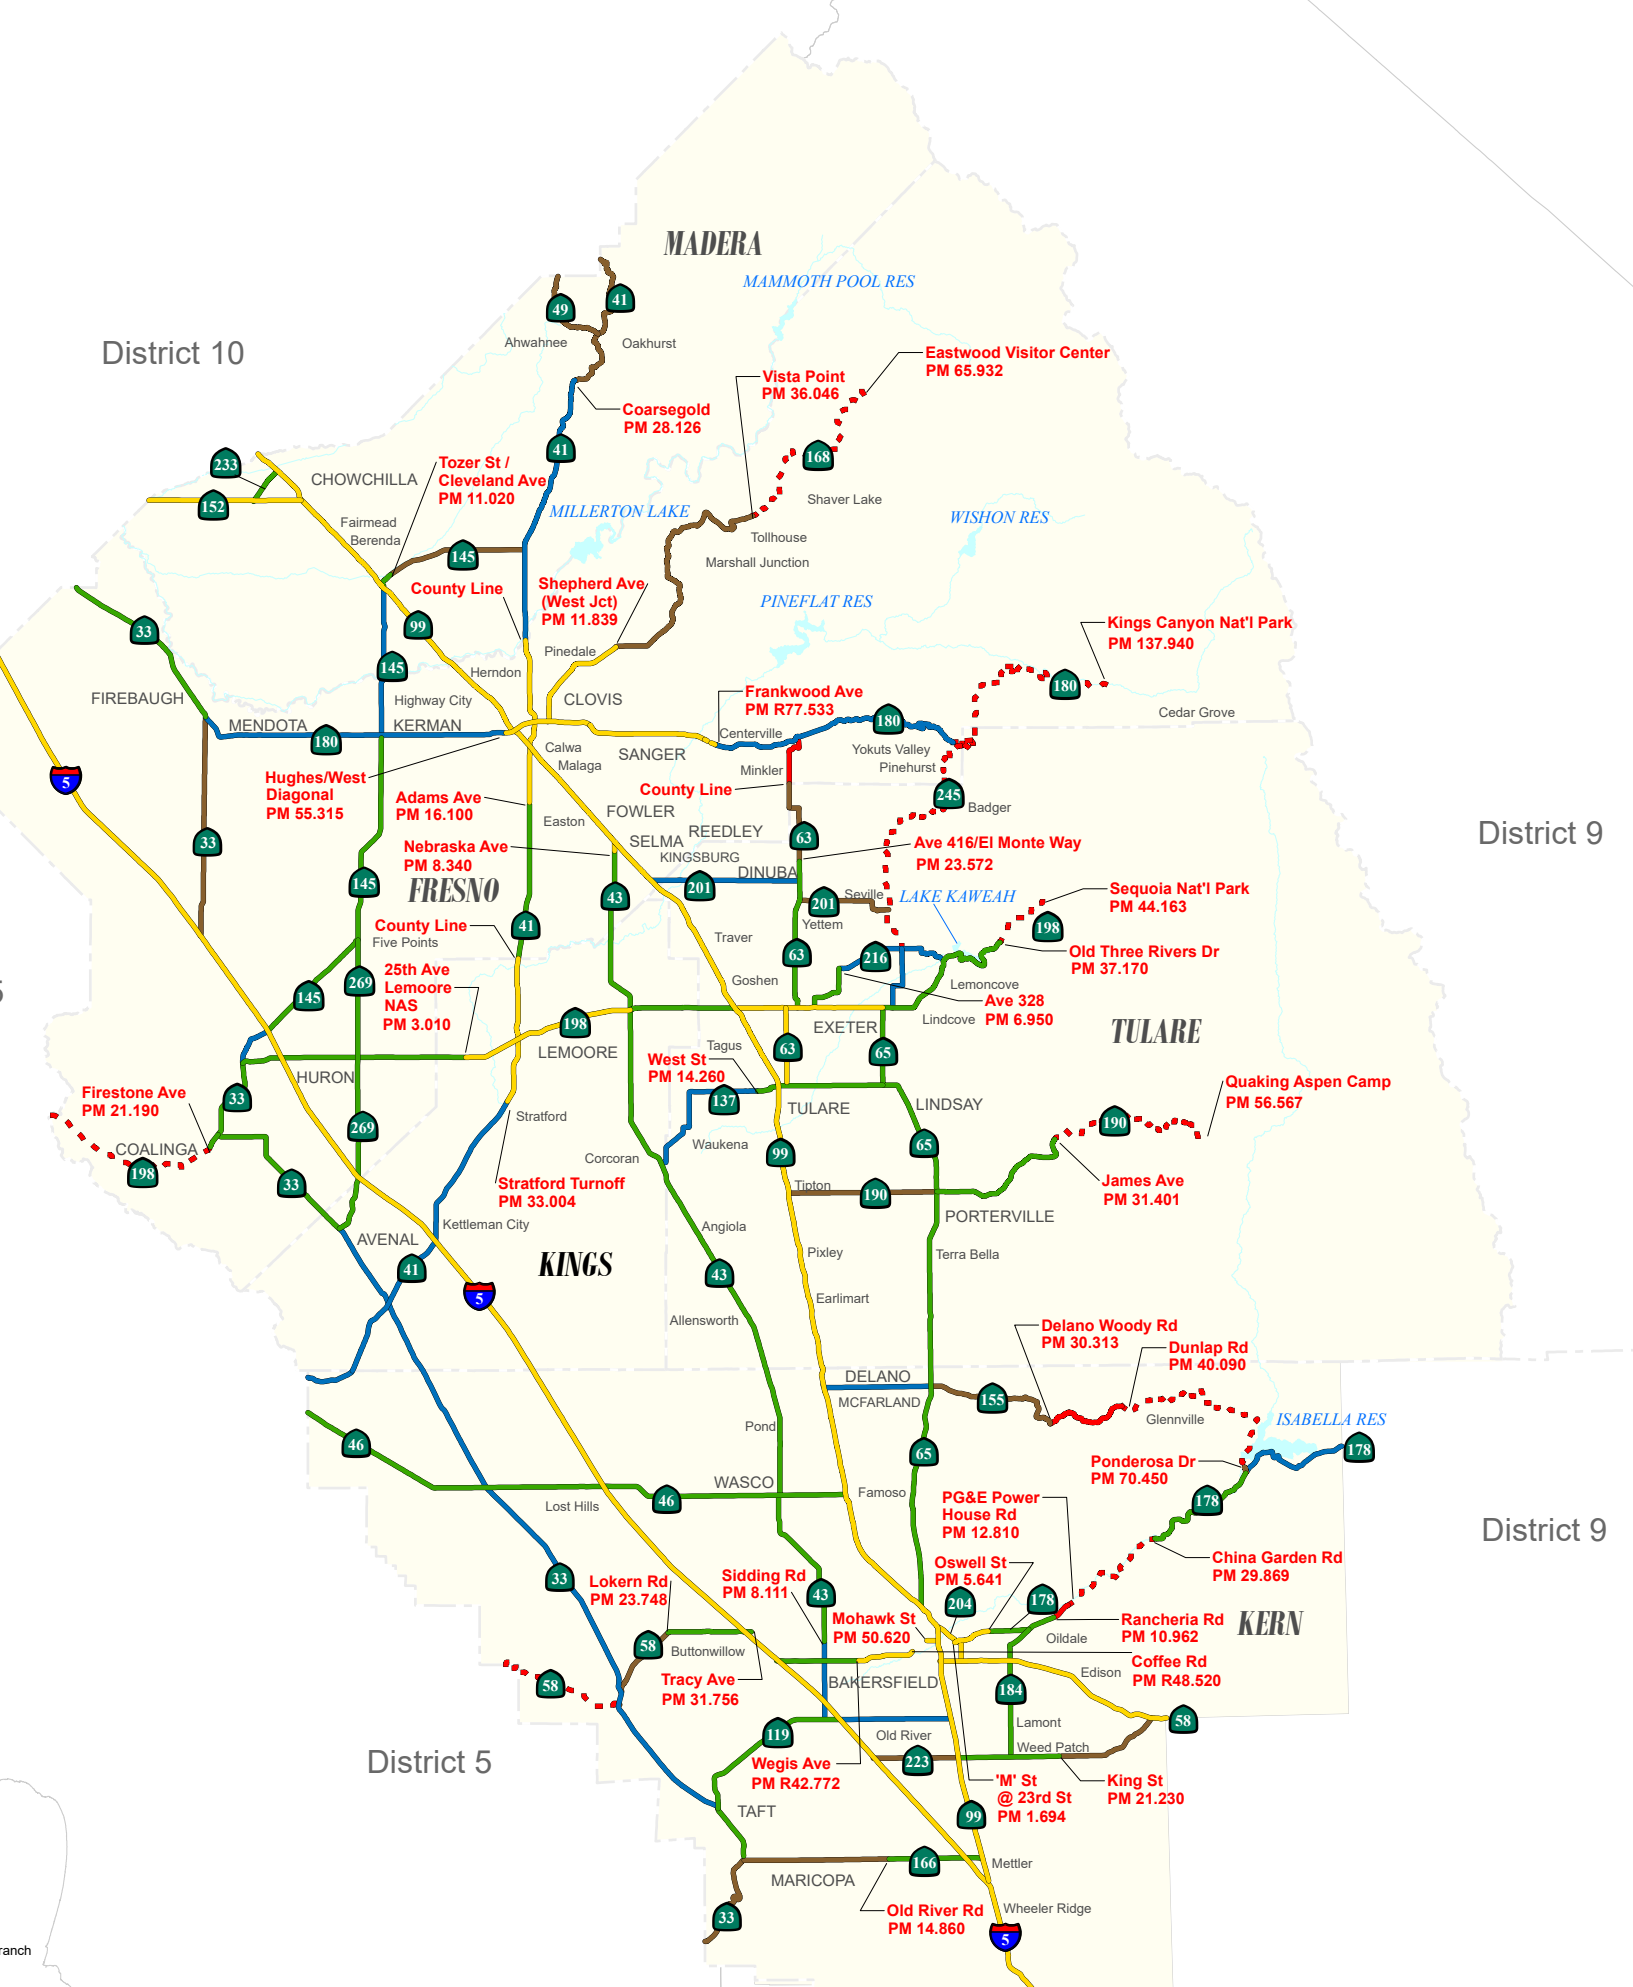 MADERA
MAMMOTH POOL RES
49
41
Ahwahnee
Oakhurst
District 10
Eastwood Visitor Center
PM 65.932
Vista Point
PM 36.046
Coarsegold
PM 28.126
41
168
233
CHOWCHILLA
Tozer St /
Cleveland Ave
PM 11.020
152
Shaver Lake
MILLERTON LAKE
WISHON RES
Fairmead
Berenda
Tollhouse
145
Marshall Junction
County Line
Shepherd Ave
(West Jct)
PM 11.839
PINEFLAT RES
33
99
Kings Canyon Nat'l Park
PM 137.940
Pinedale
145
Herndon
180
FIREBAUGH
Highway City
CLOVIS
Frankwood Ave
PM R77.533
Cedar Grove
MENDOTA
180
KERMAN
180
Centerville
Calwa
Malaga
SANGER
Yokuts Valley
Pinehurst
Minkler
5
Hughes/West
Diagonal
PM 55.315
County Line
245
Badger
Adams Ave
PM 16.100
Easton
FOWLER
REEDLEY
63
33
SELMA
KINGSBURG
Nebraska Ave
PM 8.340
Ave 416/El Monte Way
PM 23.572
District 9
DINUBA
FRESNO
145
43
201
201
Seville
LAKE KAWEAH
Sequoia Nat'l Park
PM 44.163
198
County Line
41
Yettem
Five Points
Traver
63
216
Old Three Rivers Dr
PM 37.170
25th Ave
Lemoore
NAS
PM 3.010
269
145
Goshen
Lemoncove
Ave 328
PM 6.950
198
EXETER
Lindcove
TULARE
LEMOORE
Tagus
63
65
West St
PM 14.260
HURON
Firestone Ave
PM 21.190
33
137
TULARE
LINDSAY
Quaking Aspen Camp
PM 56.567
Stratford
269
190
COALINGA
198
Waukena
99
65
Corcoran
33
Stratford Turnoff
PM 33.004
Tipton
190
James Ave
PM 31.401
PORTERVILLE
Kettleman City
Angiola
AVENAL
Pixley
Terra Bella
41
KINGS
43
5
Earlimart
Allensworth
Delano Woody Rd
PM 30.313
Dunlap Rd
PM 40.090
DELANO
MCFARLAND
155
Glennville
ISABELLA RES
Pond
46
65
178
Ponderosa Dr
PM 70.450
WASCO
Lost Hills
46
Famoso
PG&E Power
House Rd
PM 12.810
178
China Garden Rd
PM 29.869
District 9
Oswell St
PM 5.641
33
Lokern Rd
PM 23.748
Sidding Rd
PM 8.111
43
204
178
Mohawk St
PM 50.620
Rancheria Rd
PM 10.962
KERN
Oildale
58
Buttonwillow
Coffee Rd
PM R48.520
Tracy Ave
PM 31.756
58
BAKERSFIELD
Edison
184
58
119
Old River
Lamont
Weed Patch
District 5
223
Wegis Ave
PM R42.772
'M' St
@ 23rd St
PM 1.694
King St
PM 21.230
TAFT
99
Mettler
166
MARICOPA
33
Old River Rd
PM 14.860
Wheeler Ridge
5
ranch